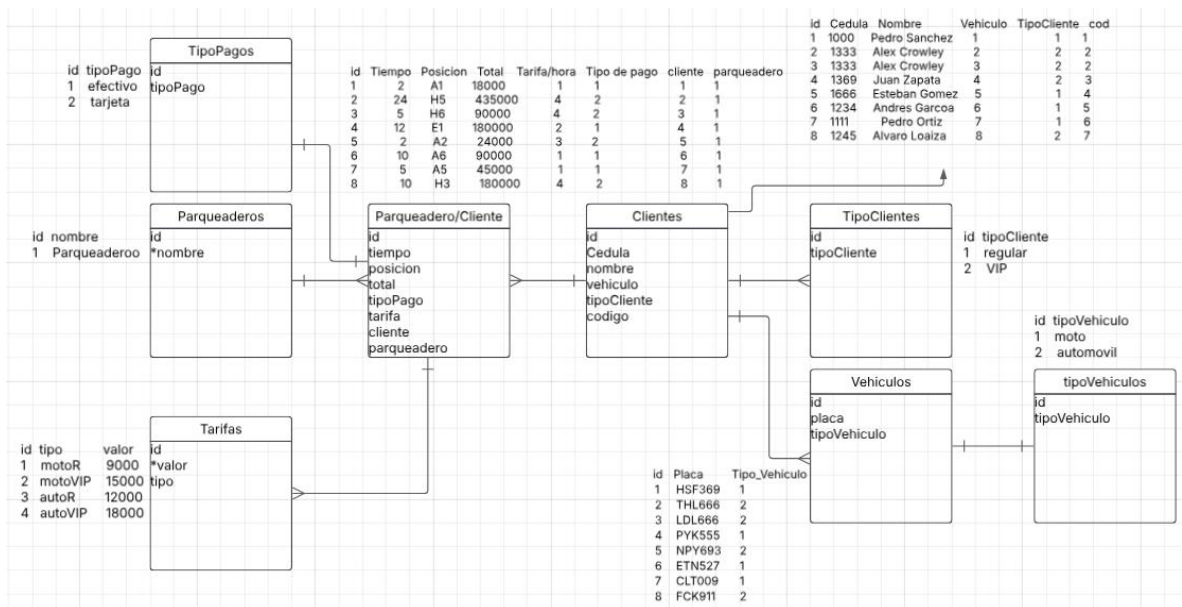 id Cedula Nombre Vehiculo TipoCliente cod
1 1000 Pedro Sanchez 1 1 1
2 1333 Alex Crowley 2 2 2
3 1333 Alex Crowley 3 2 2
4 1369 Juan Zapata 4 2 3
5 1666 Esteban Gomez 5 1 4
6 1234 Andres Garcoa 6 1 5
7 1111 Pedro Ortiz 7 1 6
8 1245 Alvaro Loaiza 8 2 7
TipoPagos
id
tipoPago
id tipoPago
1 efectivo
2 tarjeta
id Tiempo Posicion Total Tarifa/hora Tipo de pago cliente parqueadero
1 2 A1 18000 1 1 1 1
2 24 H5 435000 4 2 2 1
3 5 H6 90000 4 2 3 1
4 12 E1 180000 2 1 4 1
5 2 A2 24000 3 2 5 1
6 10 A6 90000 1 1 6 1
7 5 A5 45000 1 1 7 1
8 10 H3 180000 4 2 8 1
Parqueaderos
id
*nombre
id nombre
1 Parqueaderoo
Parqueadero/Cliente
id
tiempo
posicion
total
tipoPago
tarifa
cliente
parqueadero
Clientes
id
Cedula
nombre
vehiculo
tipoCliente
codigo
TipoClientes
id
tipoCliente
id tipoCliente
1 regular
2 VIP
id tipoVehiculo
1 moto
2 automovil
Vehiculos
id
placa
tipoVehiculo
tipoVehiculos
id
tipoVehiculo
Tarifas
id
*valor
tipo
id tipo valor
1 motoR 9000
2 motoVIP 15000
3 autoR 12000
4 autoVIP 18000
id Placa Tipo_Vehiculo
1 HSF369 1
2 THL666 2
3 LDL666 2
4 PYK555 1
5 NPY693 2
6 ETN527 1
7 CLT009 1
8 FCK911 2